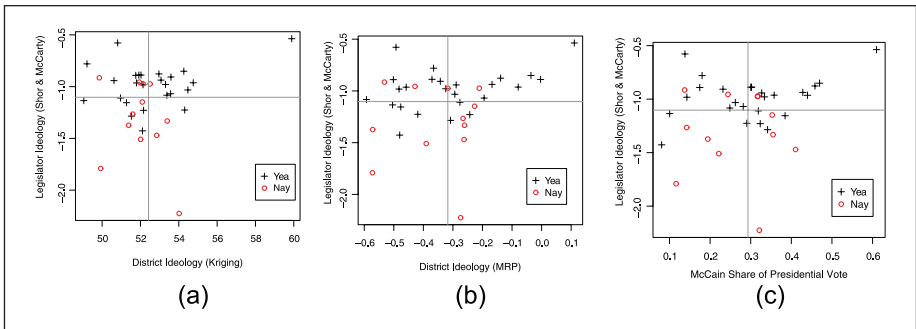 Legislator Ideology (Shor & McCarty)
−0.5
−1.0
−1.5
−2.0
Yea
Nay
50 52 54 56 58 60
District Ideology (Kriging)
(a)
Legislator Ideology (Shor & McCarty)
−0.5
−1.0
−1.5
−2.0
Yea
Nay
−0.6 −0.5 −0.4 −0.3 −0.2 −0.1 0.0 0.1
District Ideology (MRP)
(b)
Legislator Ideology (Shor & McCarty)
−0.5
−1.0
−1.5
−2.0
Yea
Nay
0.1 0.2 0.3 0.4 0.5 0.6
McCain Share of Presidential Vote
(c)